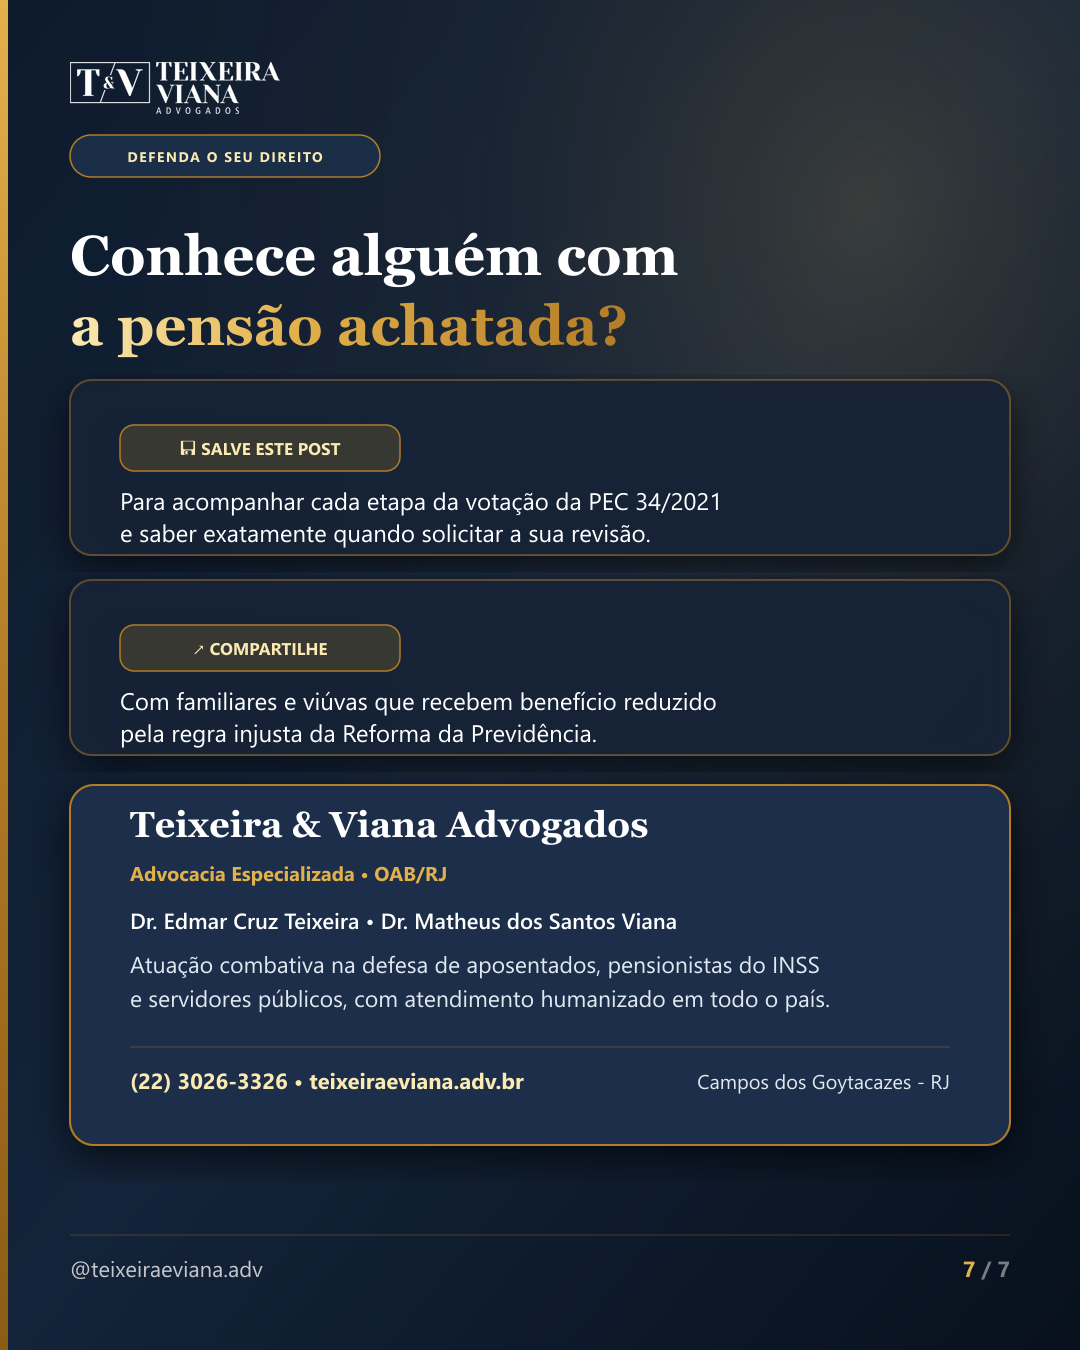 T&V TEIXEIRA
VIANA
ADVOGADOS
DEFENDA O SEU DIREITO
Conhece alguém com
a pensão achatada?
SALVE ESTE POST
Para acompanhar cada etapa da votação da PEC 34/2021
e saber exatamente quando solicitar a sua revisão.
↗ COMPARTILHE
Com familiares e viúvas que recebem benefício reduzido
pela regra injusta da Reforma da Previdência.
Teixeira & Viana Advogados
Advocacia Especializada • OAB/RJ
Dr. Edmar Cruz Teixeira • Dr. Matheus dos Santos Viana
Atuação combativa na defesa de aposentados, pensionistas do INSS
e servidores públicos, com atendimento humanizado em todo o país.
(22) 3026-3326 • teixeiraeviana.adv.br
Campos dos Goytacazes - RJ
@teixeiraeviana.adv
7 / 7